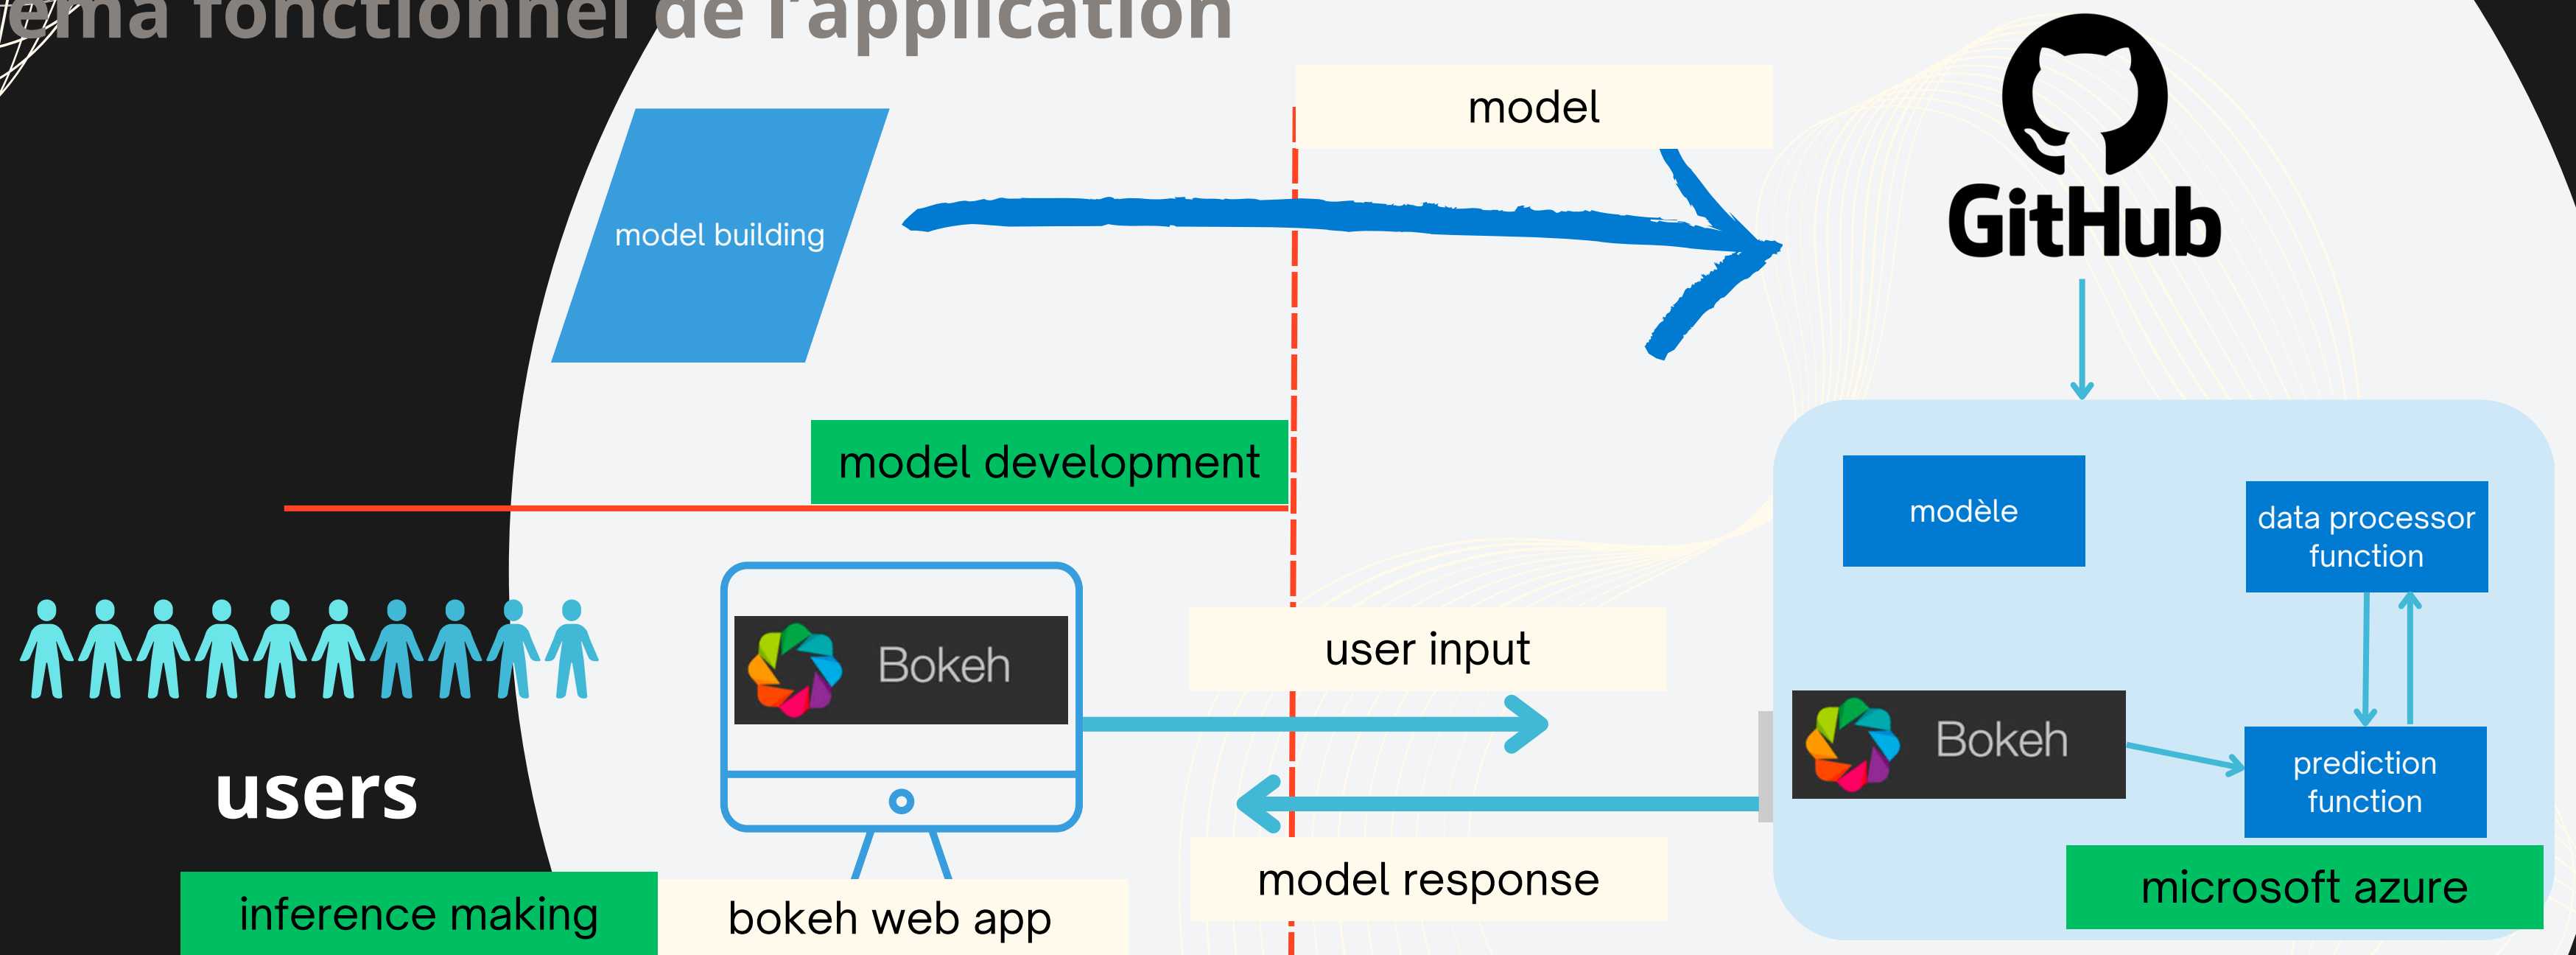 ema fonctionnel de l'application
model
GitHub
model building
model development
modèle
data processor
function
Bokeh
user input
Bokeh
prediction
function
users
model response
microsoft azure
inference making
bokeh web app